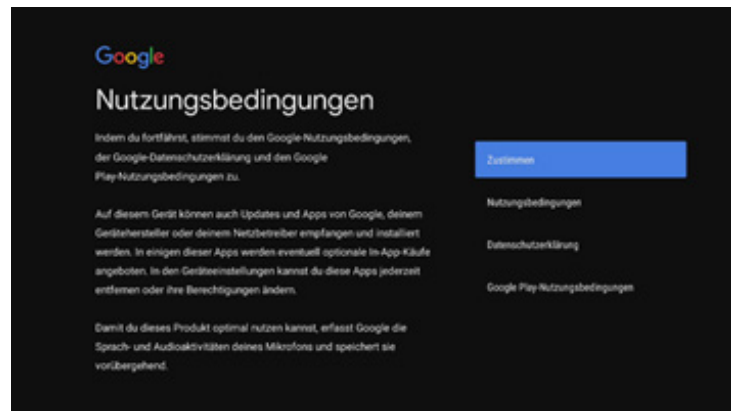 Google
Nutzungsbedingungen
Indem du fortfährst, stimmst du den Google-Nutzungsbedingungen,
der Google-Datenschutzerklärung und den Google
Play-Nutzungsbedingungen zu.
Auf diesem Gerät können auch Updates und Apps von Google, deinem
Gerätehersteller oder deinem Netzbetreiber empfangen und installiert
werden. In einigen dieser Apps werden eventuell optionale In-App-Käufe
angeboten. In den Geräteeinstellungen kannst du diese Apps jederzeit
entfernen oder ihre Berechtigungen ändern.
Damit du dieses Produkt optimal nutzen kannst, erfasst Google die
Sprach- und Audioaktivitäten deines Mikrofons und speichert sie
vorübergehend.
Zustimmen
Nutzungsbedingungen
Datenschutzerklärung
Google Play-Nutzungsbedingungen